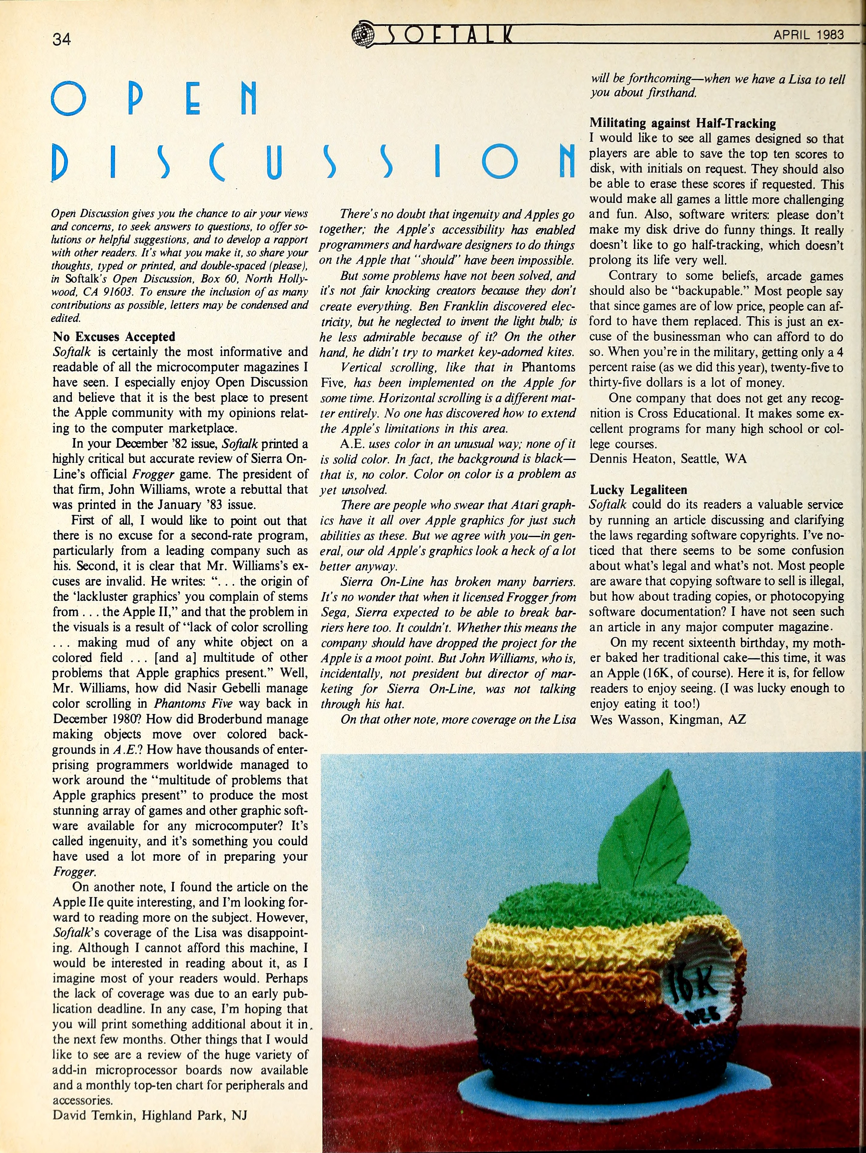 34
SOFTALK
APRIL 1983
OPEN
DISCUSSION
Open Discussion gives you the chance to air your views
and concerns, to seek answers to questions, to offer so-
lutions or helpful suggestions, and to develop a rapport
with other readers. It's what you make it, so share your
thoughts, typed or printed, and double-spaced (please),
in Softalk's Open Discussion, Box 60, North Holly-
wood, CA 91603. To ensure the inclusion of as many
contributions as possible, letters may be condensed and
edited.
No Excuses Accepted
Softalk is certainly the most informative and
readable of all the microcomputer magazines I
have seen. I especially enjoy Open Discussion
and believe that it is the best place to present
the Apple community with my opinions relat-
ing to the computer marketplace.
In your December '82 issue, Softalk printed a
highly critical but accurate review of Sierra On-
Line's official Frogger game. The president of
that firm, John Williams, wrote a rebuttal that
was printed in the January '83 issue.
First of all, I would like to point out that
there is no excuse for a second-rate program,
particularly from a leading company such as
his. Second, it is clear that Mr. Williams's ex-
cuses are invalid. He writes: ". . . the origin of
the 'lackluster graphics' you complain of stems
from . . . the Apple II," and that the problem in
the visuals is a result of "lack of color scrolling
. . . making mud of any white object on a
colored field . . . [and a] multitude of other
problems that Apple graphics present." Well,
Mr. Williams, how did Nasir Gebelli manage
color scrolling in Phantoms Five way back in
December 1980? How did Broderbund manage
making objects move over colored back-
grounds in A.E.? How have thousands of enter-
prising programmers worldwide managed to
work around the "multitude of problems that
Apple graphics present" to produce the most
stunning array of games and other graphic soft-
ware available for any microcomputer? It's
called ingenuity, and it's something you could
have used a lot more of in preparing your
Frogger.
On another note, I found the article on the
Apple IIe quite interesting, and I'm looking for-
ward to reading more on the subject. However,
Softalk's coverage of the Lisa was disappoint-
ing. Although I cannot afford this machine, I
would be interested in reading about it, as I
imagine most of your readers would. Perhaps
the lack of coverage was due to an early pub-
lication deadline. In any case, I'm hoping that
you will print something additional about it in
the next few months. Other things that I would
like to see are a review of the huge variety of
add-in microprocessor boards now available
and a monthly top-ten chart for peripherals and
accessories.
David Temkin, Highland Park, NJ
There's no doubt that ingenuity and Apples go
together; the Apple's accessibility has enabled
programmers and hardware designers to do things
on the Apple that "should" have been impossible.
But some problems have not been solved, and
it's not fair knocking creators because they don't
create everything. Ben Franklin discovered elec-
tricity, but he neglected to invent the light bulb; is
he less admirable because of it? On the other
hand, he didn't try to market key-adorned kites.
Vertical scrolling, like that in Phantoms
Five, has been implemented on the Apple for
some time. Horizontal scrolling is a different mat-
ter entirely. No one has discovered how to extend
the Apple's limitations in this area.
A.E. uses color in an unusual way; none of it
is solid color. In fact, the background is black—
that is, no color. Color on color is a problem as
yet unsolved.
There are people who swear that Atari graph-
ics have it all over Apple graphics for just such
abilities as these. But we agree with you—in gen-
eral, our old Apple's graphics look a heck of a lot
better anyway.
Sierra On-Line has broken many barriers.
It's no wonder that when it licensed Frogger from
Sega, Sierra expected to be able to break bar-
riers here too. It couldn't. Whether this means the
company should have dropped the project for the
Apple is a moot point. But John Williams, who is,
incidentally, not president but director of mar-
keting for Sierra On-Line, was not talking
through his hat.
On that other note, more coverage on the Lisa
will be forthcoming—when we have a Lisa to tell
you about firsthand.
Militating against Half-Tracking
I would like to see all games designed so that
players are able to save the top ten scores to
disk, with initials on request. They should also
be able to erase these scores if requested. This
would make all games a little more challenging
and fun. Also, software writers: please don't
make my disk drive do funny things. It really
doesn't like to go half-tracking, which doesn't
prolong its life very well.
Contrary to some beliefs, arcade games
should also be "backupable." Most people say
that since games are of low price, people can af-
ford to have them replaced. This is just an ex-
cuse of the businessman who can afford to do
so. When you're in the military, getting only a 4
percent raise (as we did this year), twenty-five to
thirty-five dollars is a lot of money.
One company that does not get any recog-
nition is Cross Educational. It makes some ex-
cellent programs for many high school or col-
lege courses.
Dennis Heaton, Seattle, WA
Lucky Legaliteen
Softalk could do its readers a valuable service
by running an article discussing and clarifying
the laws regarding software copyrights. I've no-
ticed that there seems to be some confusion
about what's legal and what's not. Most people
are aware that copying software to sell is illegal,
but how about trading copies, or photocopying
software documentation? I have not seen such
an article in any major computer magazine.
On my recent sixteenth birthday, my moth-
er baked her traditional cake—this time, it was
an Apple (16K, of course). Here it is, for fellow
readers to enjoy seeing. (I was lucky enough to
enjoy eating it too!)
Wes Wasson, Kingman, AZ
16K
WES